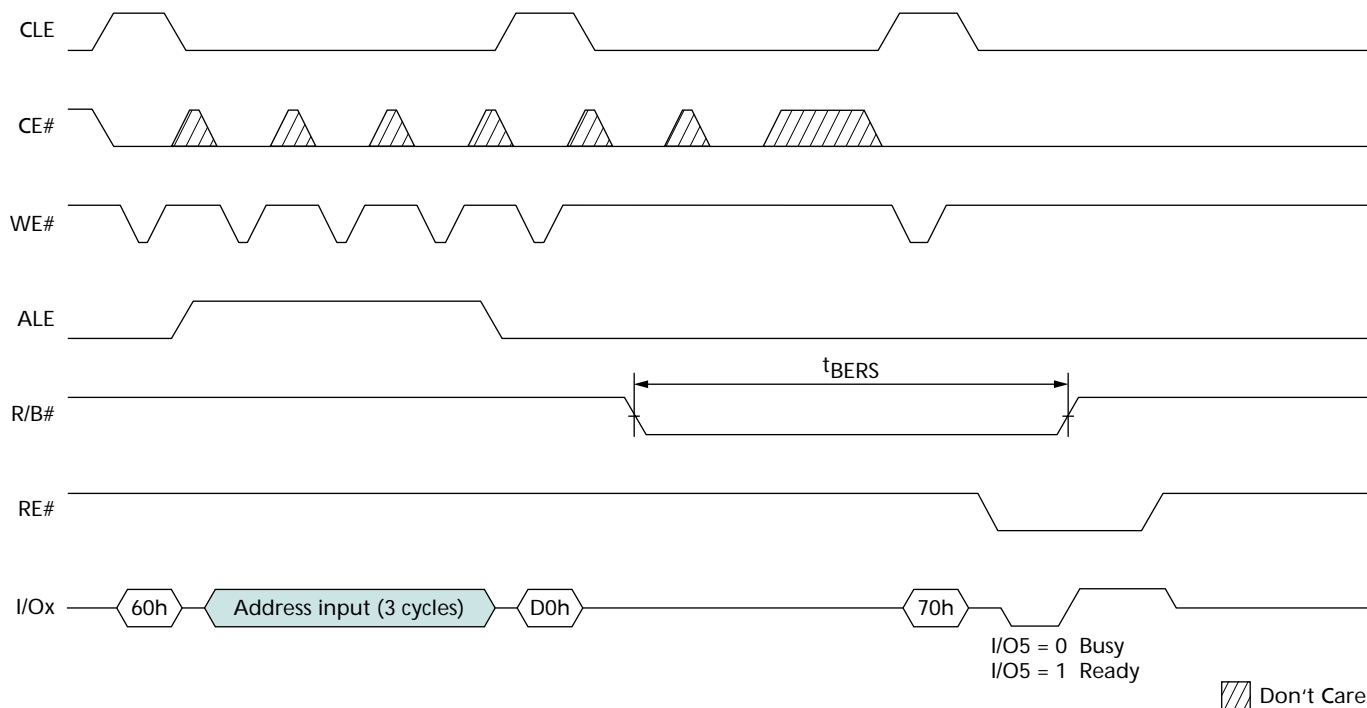 CLE
CE#
WE#
ALE
tBERS
R/B#
RE#
I/Ox
60h
Address input (3 cycles)
D0h
70h
I/O5 = 0 Busy
I/O5 = 1 Ready
Don't Care